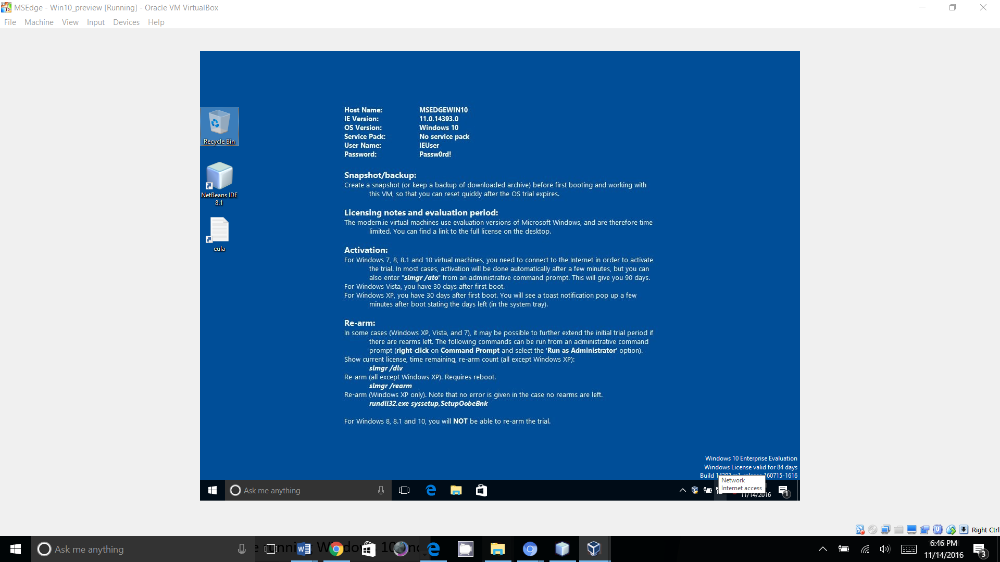 MSEdge - Win10_preview [Running] - Oracle VM VirtualBox
File Machine View Input Devices Help
Recycle Bin
NetBeans IDE
8.1
eula
Host Name: MSEDGEWIN10
IE Version: 11.0.14393.0
OS Version: Windows 10
Service Pack: No service pack
User Name: IEUser
Password: Passw0rd!
Snapshot/backup:
Create a snapshot (or keep a backup of downloaded archive) before first booting and working with
this VM, so that you can reset quickly after the OS trial expires.
Licensing notes and evaluation period:
The modern.ie virtual machines use evaluation versions of Microsoft Windows, and are therefore time
limited. You can find a link to the full license on the desktop.
Activation:
For Windows 7, 8, 8.1 and 10 virtual machines, you need to connect to the Internet in order to activate
the trial. In most cases, activation will be done automatically after a few minutes, but you can
also enter "slmgr /ato" from an administrative command prompt. This will give you 90 days.
For Windows Vista, you have 30 days after first boot.
For Windows XP, you have 30 days after first boot. You will see a toast notification pop up a few
minutes after boot stating the days left (in the system tray).
Re-arm:
In some cases (Windows XP, Vista, and 7), it may be possible to further extend the initial trial period if
there are rearms left. The following commands can be run from an administrative command
prompt (right-click on Command Prompt and select the 'Run as Administrator' option).
Show current license, time remaining, re-arm count (all except Windows XP):
slmgr /dlv
Re-arm (all except Windows XP). Requires reboot.
slmgr /rearm
Re-arm (Windows XP only). Note that no error is given in the case no rearms are left.
rundll32.exe syssetup,SetupOobeBnk
For Windows 8, 8.1 and 10, you will NOT be able to re-arm the trial.
Windows 10 Enterprise Evaluation
Windows License valid for 84 days
Build 160715-1616
Network
Internet access
Ask me anything
11/14/2016
1
Right Ctrl
Ask me anything
6:46 PM
11/14/2016
3